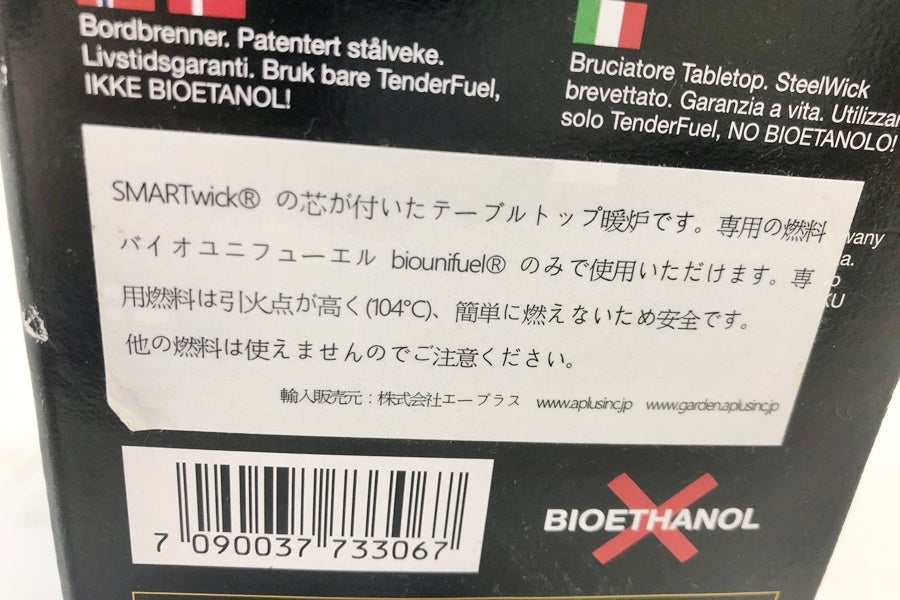 Bordbrenner. Patentert stålveke.
Livstidsgaranti. Bruk bare TenderFuel,
IKKE BIOETANOL!
Bruciatore Tabletop. SteelWick
brevettato. Garanzia a vita. Utilizzar
solo TenderFuel, NO BIOETANOLO!
SMARTwick® の芯が付いたテーブルトップ暖炉です。専用の燃料
バイオユニフューエル biounifuel® のみで使用いただけます。専
用燃料は引火点が高く(104℃)、簡単に燃えないため安全です。
他の燃料は使えませんのでご注意ください。
輸入販売元：株式会社エープラス www.aplusinc.jp www.garden.aplusinc.jp
7 090037 733067
BIOETHANOL